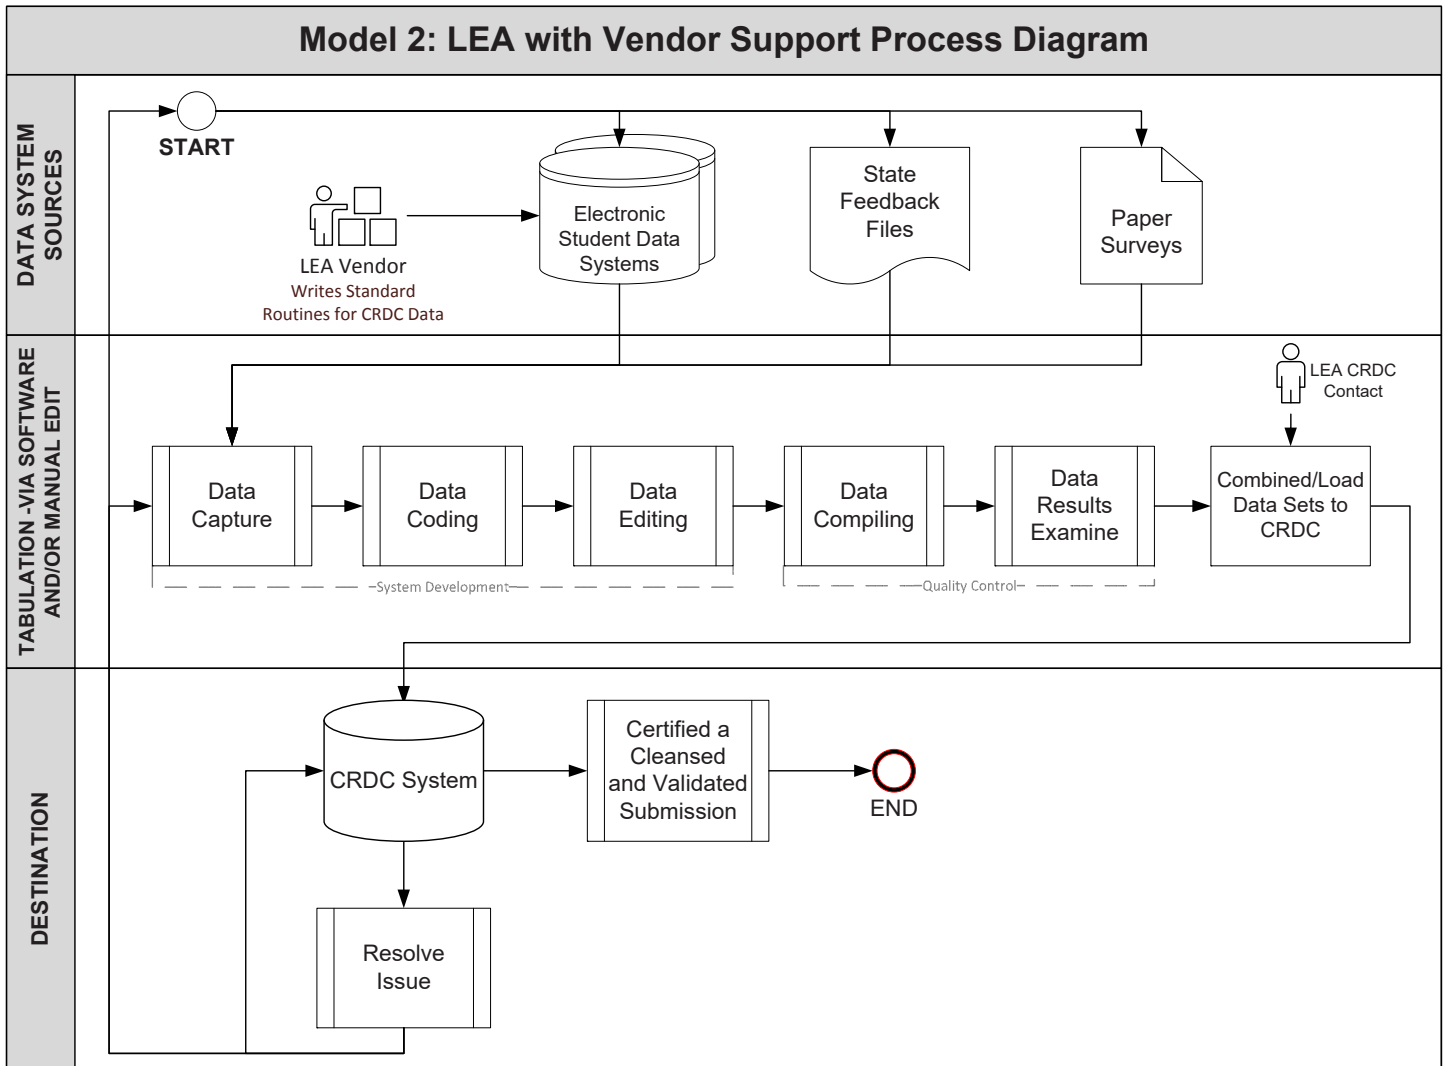 Model 2: LEA with Vendor Support Process Diagram
DATA SYSTEM
SOURCES
START
LEA Vendor
Writes Standard
Routines for CRDC Data
Electronic
Student Data
Systems
State
Feedback
Files
Paper
Surveys
TABULATION -VIA SOFTWARE
AND/OR MANUAL EDIT
LEA CRDC
Contact
Data
Capture
Data
Coding
Data
Editing
Data
Compiling
Data
Results
Examine
Combined/Load
Data Sets to
CRDC
System Development
Quality Control
DESTINATION
CRDC System
Certified a
Cleansed
and Validated
Submission
END
Resolve
Issue